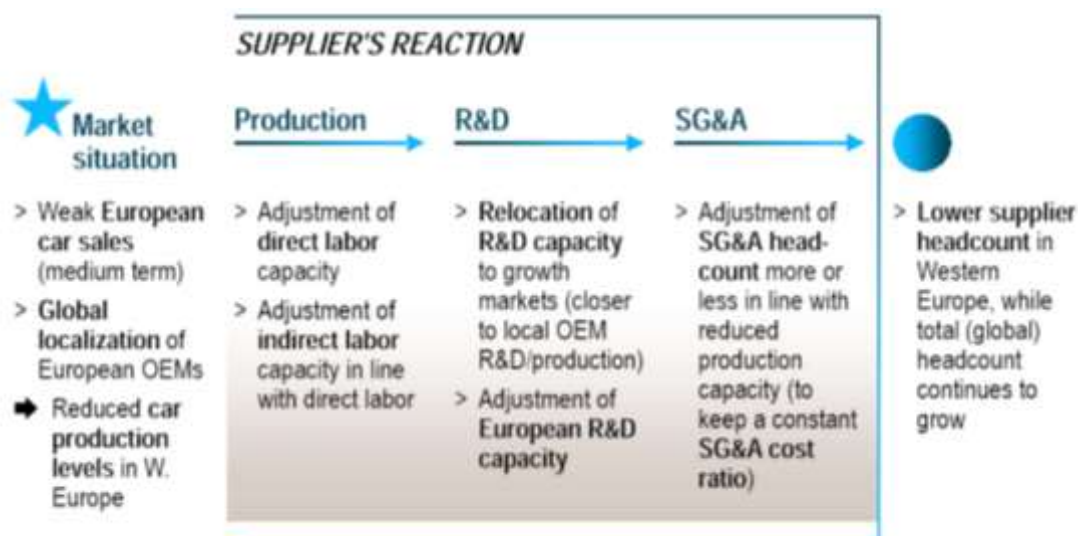 SUPPLIER'S REACTION
Market
situation
> Weak European
car sales
(medium term)
> Global
localization of
European OEMs
Reduced car
production
levels in W.
Europe
Production
> Adjustment of
direct labor
capacity
> Adjustment of
indirect labor
capacity in line
with direct labor
R&D
> Relocation of
R&D capacity
to growth
markets (closer
to local OEM
R&D/production)
> Adjustment of
European R&D
capacity
SG&A
> Adjustment of
SG&A head-
count more or
less in line with
reduced
production
capacity (to
keep a constant
SG&A cost
ratio)
> Lower supplier
headcount in
Western
Europe, while
total (global)
headcount
continues to
grow